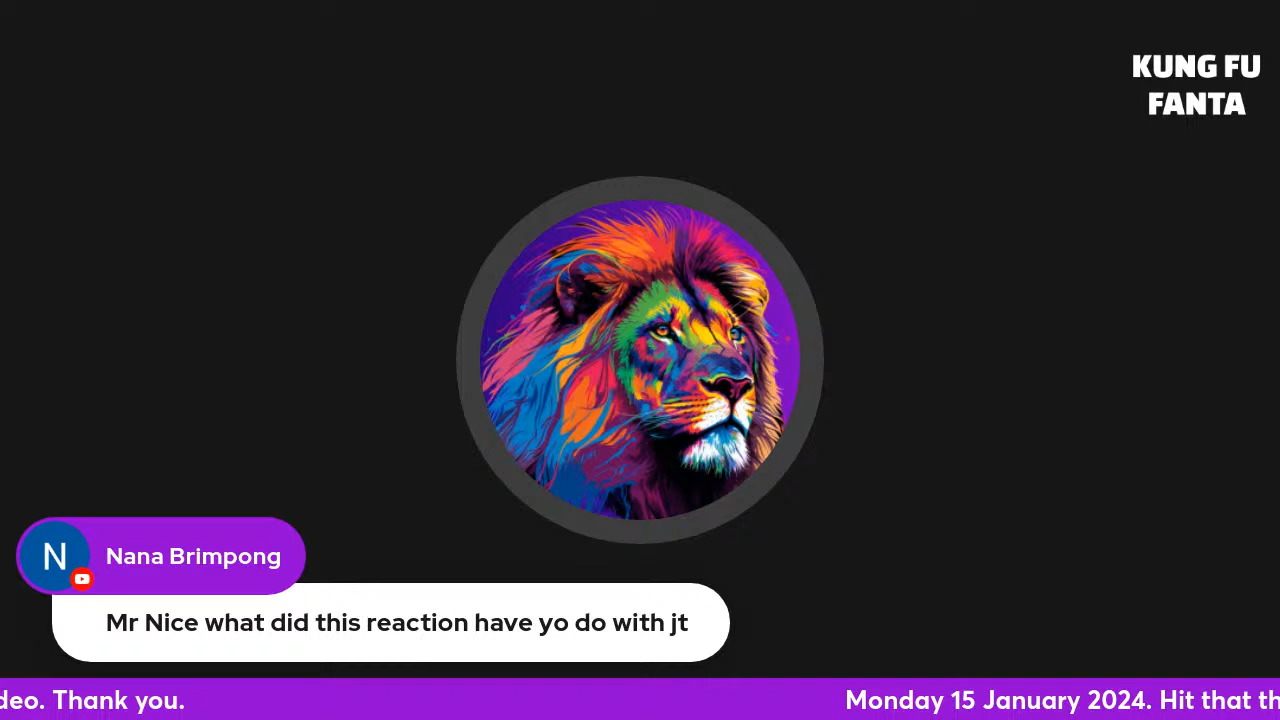 KUNG FU
FANTA
N
Nana Brimpong
Mr Nice what did this reaction have yo do with jt
deo. Thank you.
Monday 15 January 2024. Hit that th